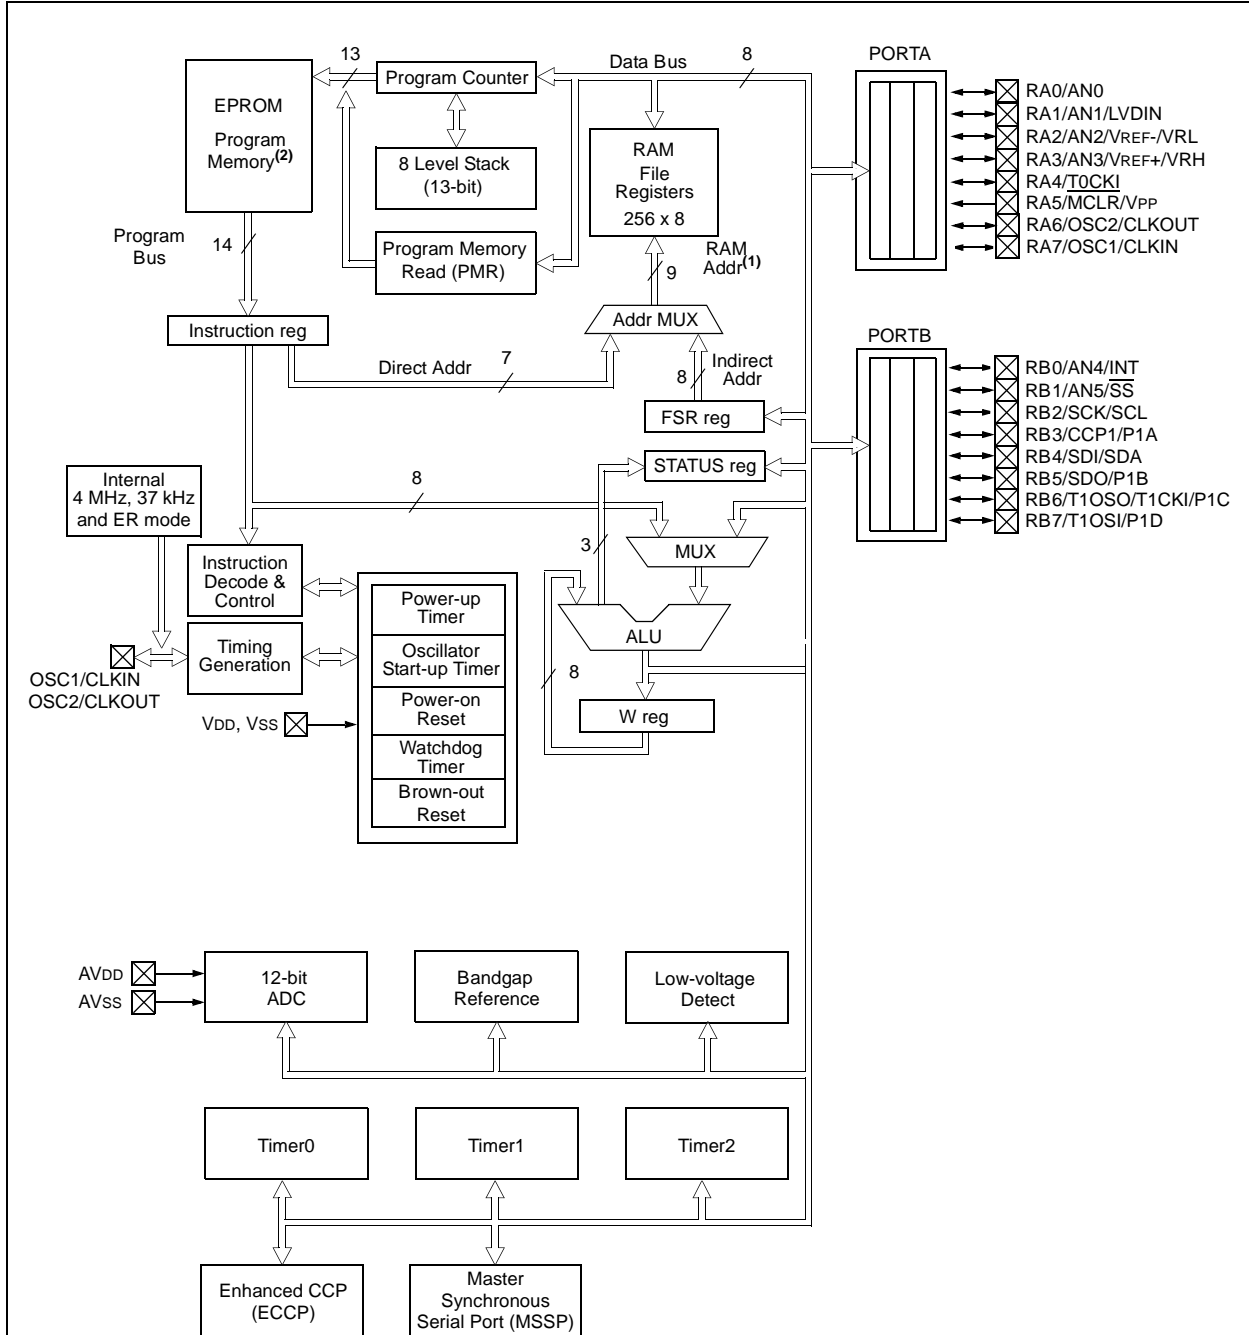 13
Data Bus
8
PORTA
EPROM
Program
Memory(2)
Program Counter
8 Level Stack
(13-bit)
RAM
File
Registers
256 x 8
RA0/AN0
RA1/AN1/LVDIN
RA2/AN2/VREF-/VRL
RA3/AN3/VREF+/VRH
RA4/T0CKI
RA5/MCLR/VPP
RA6/OSC2/CLKOUT
RA7/OSC1/CLKIN
Program
Bus
14
Program Memory
Read (PMR)
RAM
Addr(1)
9
Instruction reg
Addr MUX
PORTB
Direct Addr
7
8
Indirect
Addr
FSR reg
STATUS reg
RB0/AN4/INT
RB1/AN5/SS
RB2/SCK/SCL
RB3/CCP1/P1A
RB4/SDI/SDA
RB5/SDO/P1B
RB6/T1OSO/T1CKI/P1C
RB7/T1OSI/P1D
Internal
4 MHz, 37 kHz
and ER mode
8
3
MUX
Instruction
Decode &
Control
Power-up
Timer
ALU
Timing
Generation
Oscillator
Start-up Timer
8
OSC1/CLKIN
OSC2/CLKOUT
VDD, VSS
Power-on
Reset
W reg
Watchdog
Timer
Brown-out
Reset
AVDD
AVSS
12-bit
ADC
Bandgap
Reference
Low-voltage
Detect
Timer0
Timer1
Timer2
Enhanced CCP
(ECCP)
Master
Synchronous
Serial Port (MSSP)